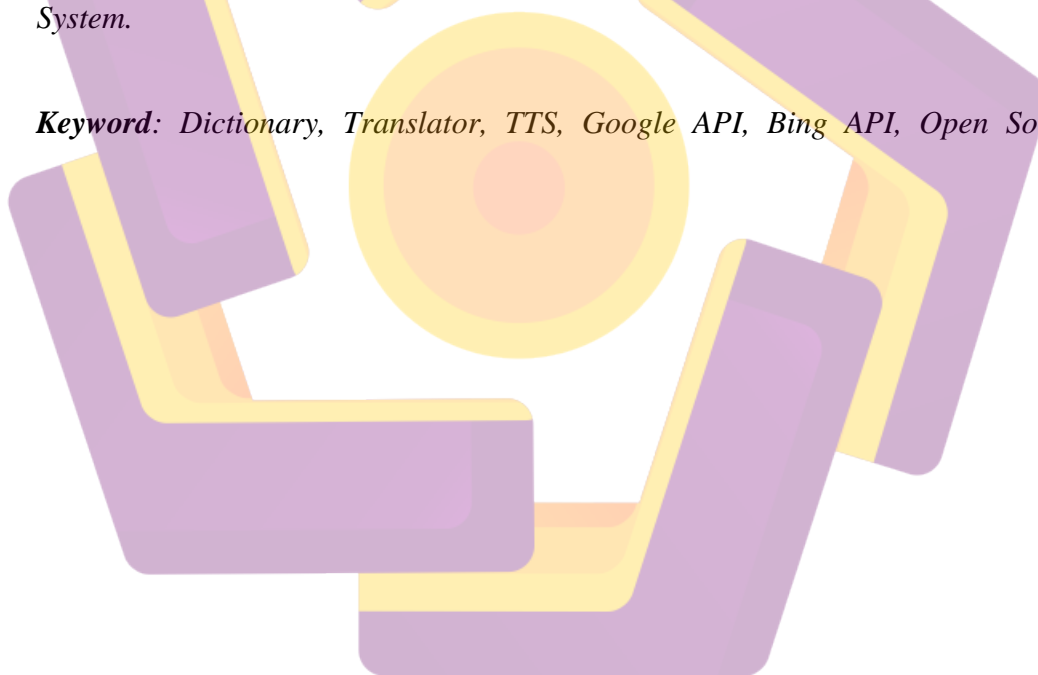 System.
Keyword: Dictionary, Translator, TTS, Google API, Bing API, Open So